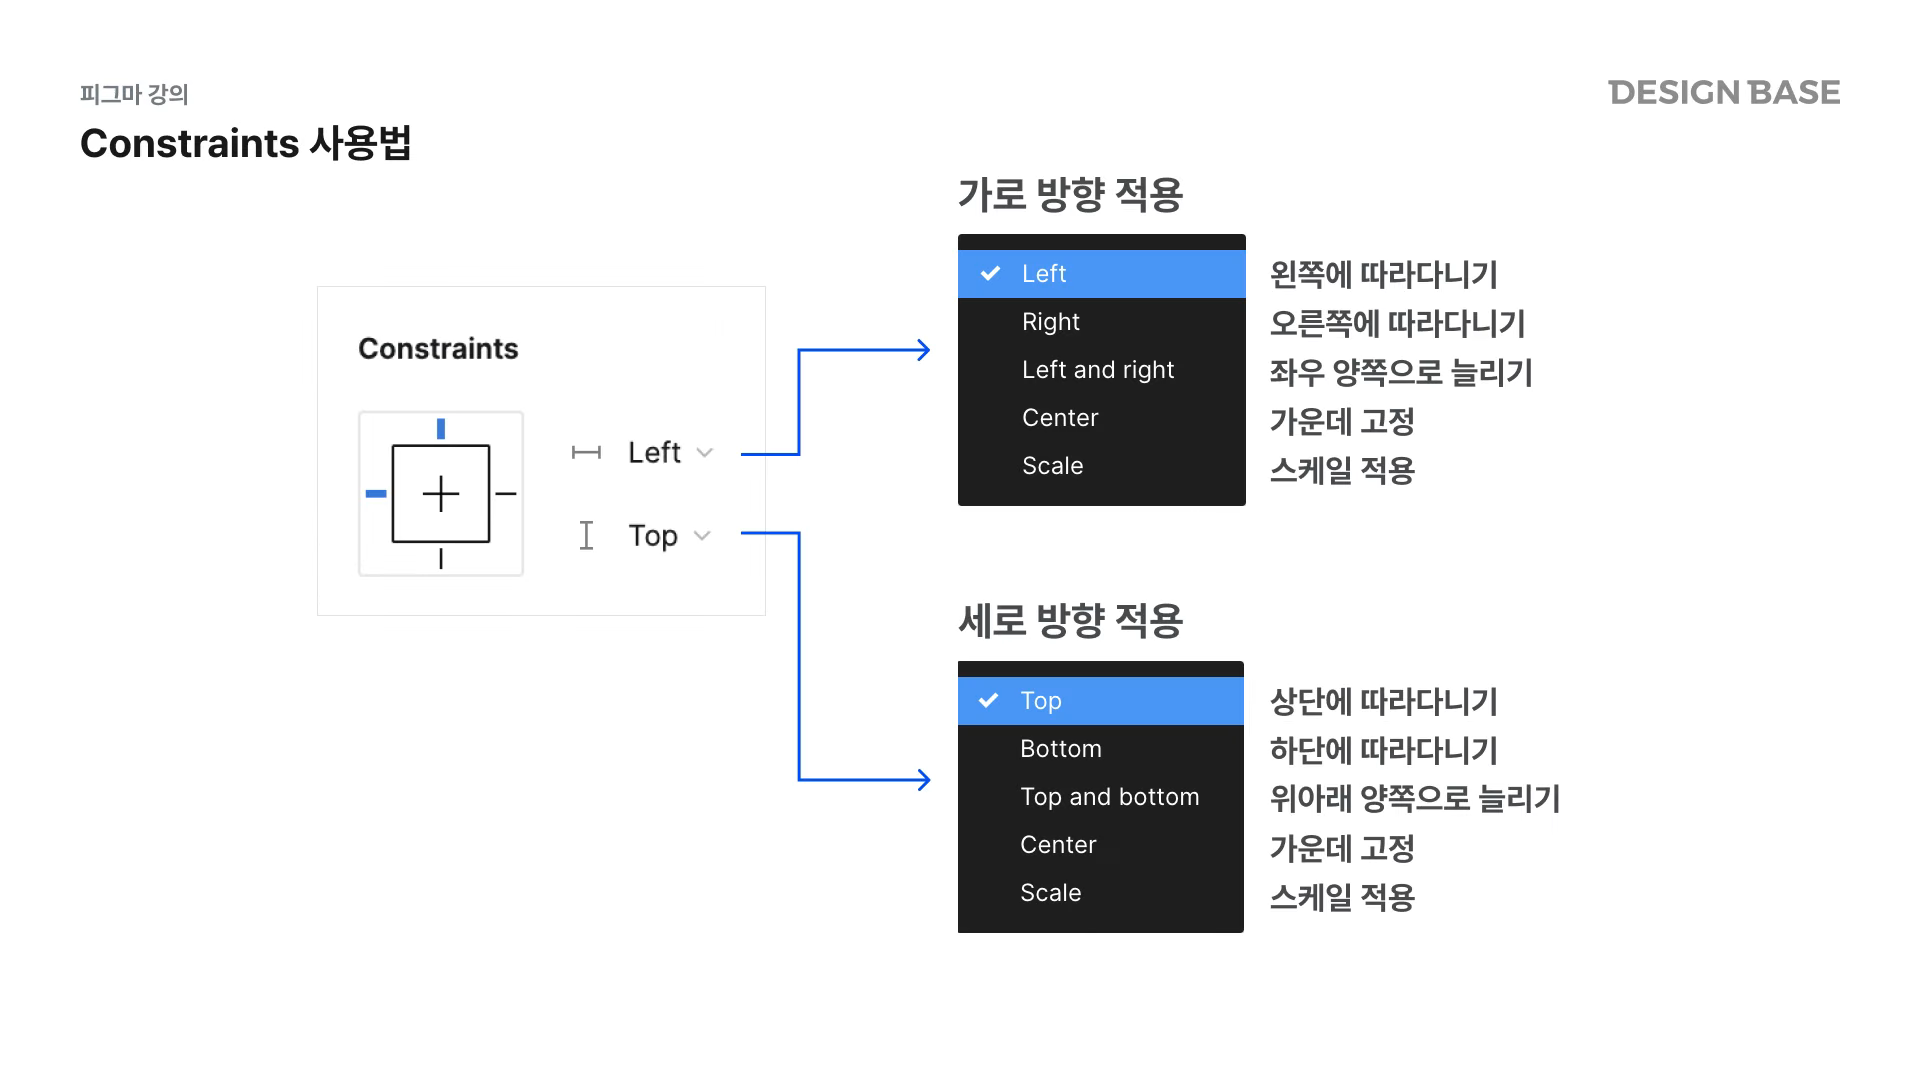 피그마 강의
Constraints 사용법
DESIGN BASE
Constraints
Left
Top
가로 방향 적용
Left 왼쪽에 따라다니기
Right 오른쪽에 따라다니기
Left and right 좌우 양쪽으로 늘리기
Center 가운데 고정
Scale 스케일 적용
세로 방향 적용
Top 상단에 따라다니기
Bottom 하단에 따라다니기
Top and bottom 위아래 양쪽으로 늘리기
Center 가운데 고정
Scale 스케일 적용